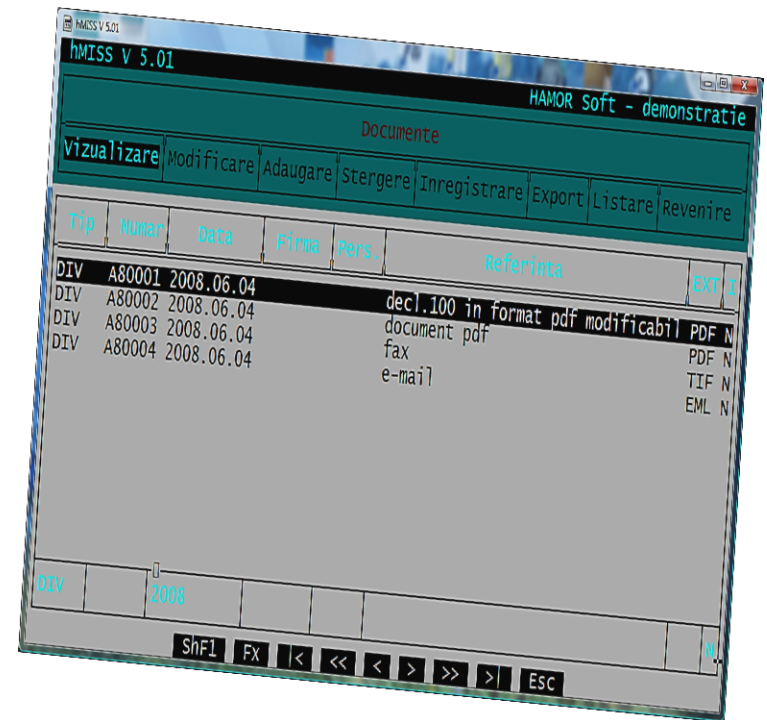 hMISS V 5.01
hMISS V 5.01 HAMOR Soft - demonstratie
Documente
Vizualizare Modificare Adaugare Stergere Inregistrare Export Listare Revenire
Tip Numar Data Firma Pers. Referinta EXT I
DIV A80001 2008.06.04 decl.100 in format pdf modificabil PDF N
DIV A80002 2008.06.04 document pdf PDF N
DIV A80003 2008.06.04 fax TIF N
DIV A80004 2008.06.04 e-mail EML N
DIV 2008 N
ShF1 Fx |< << < > >> >| Esc